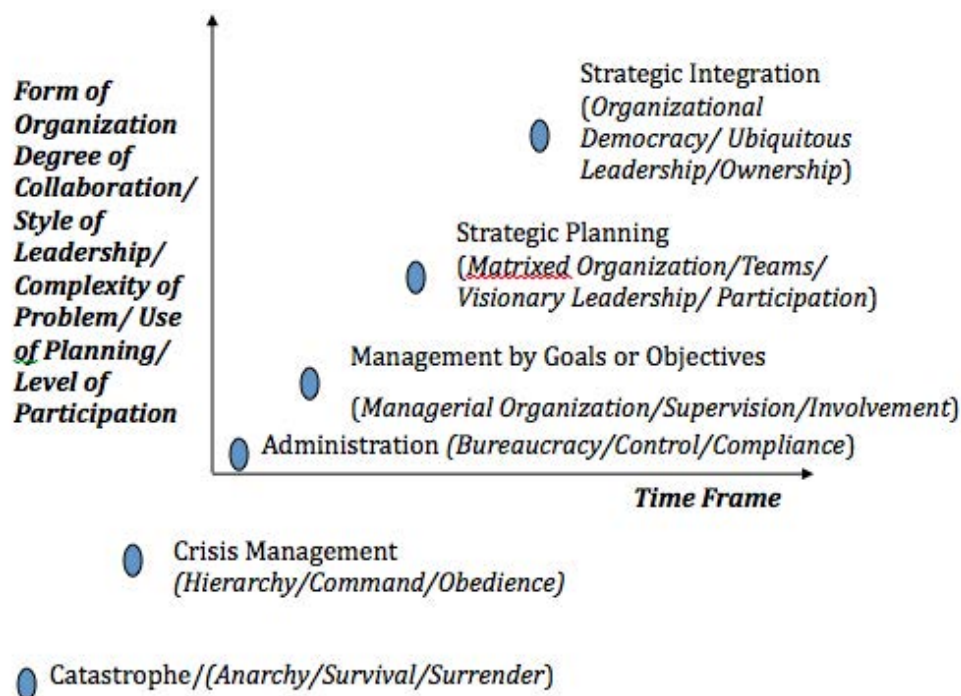 Form of
Organization
Degree of
Collaboration/
Style of
Leadership/
Complexity of
Problem/ Use
of Planning/
Level of
Participation
Strategic Integration
(Organizational
Democracy/ Ubiquitous
Leadership/Ownership)
Strategic Planning
(Matrixed Organization/Teams/
Visionary Leadership/ Participation)
Management by Goals or Objectives
(Managerial Organization/Supervision/Involvement)
Administration (Bureaucracy/Control/Compliance)
Time Frame
Crisis Management
(Hierarchy/Command/Obedience)
Catastrophe/(Anarchy/Survival/Surrender)